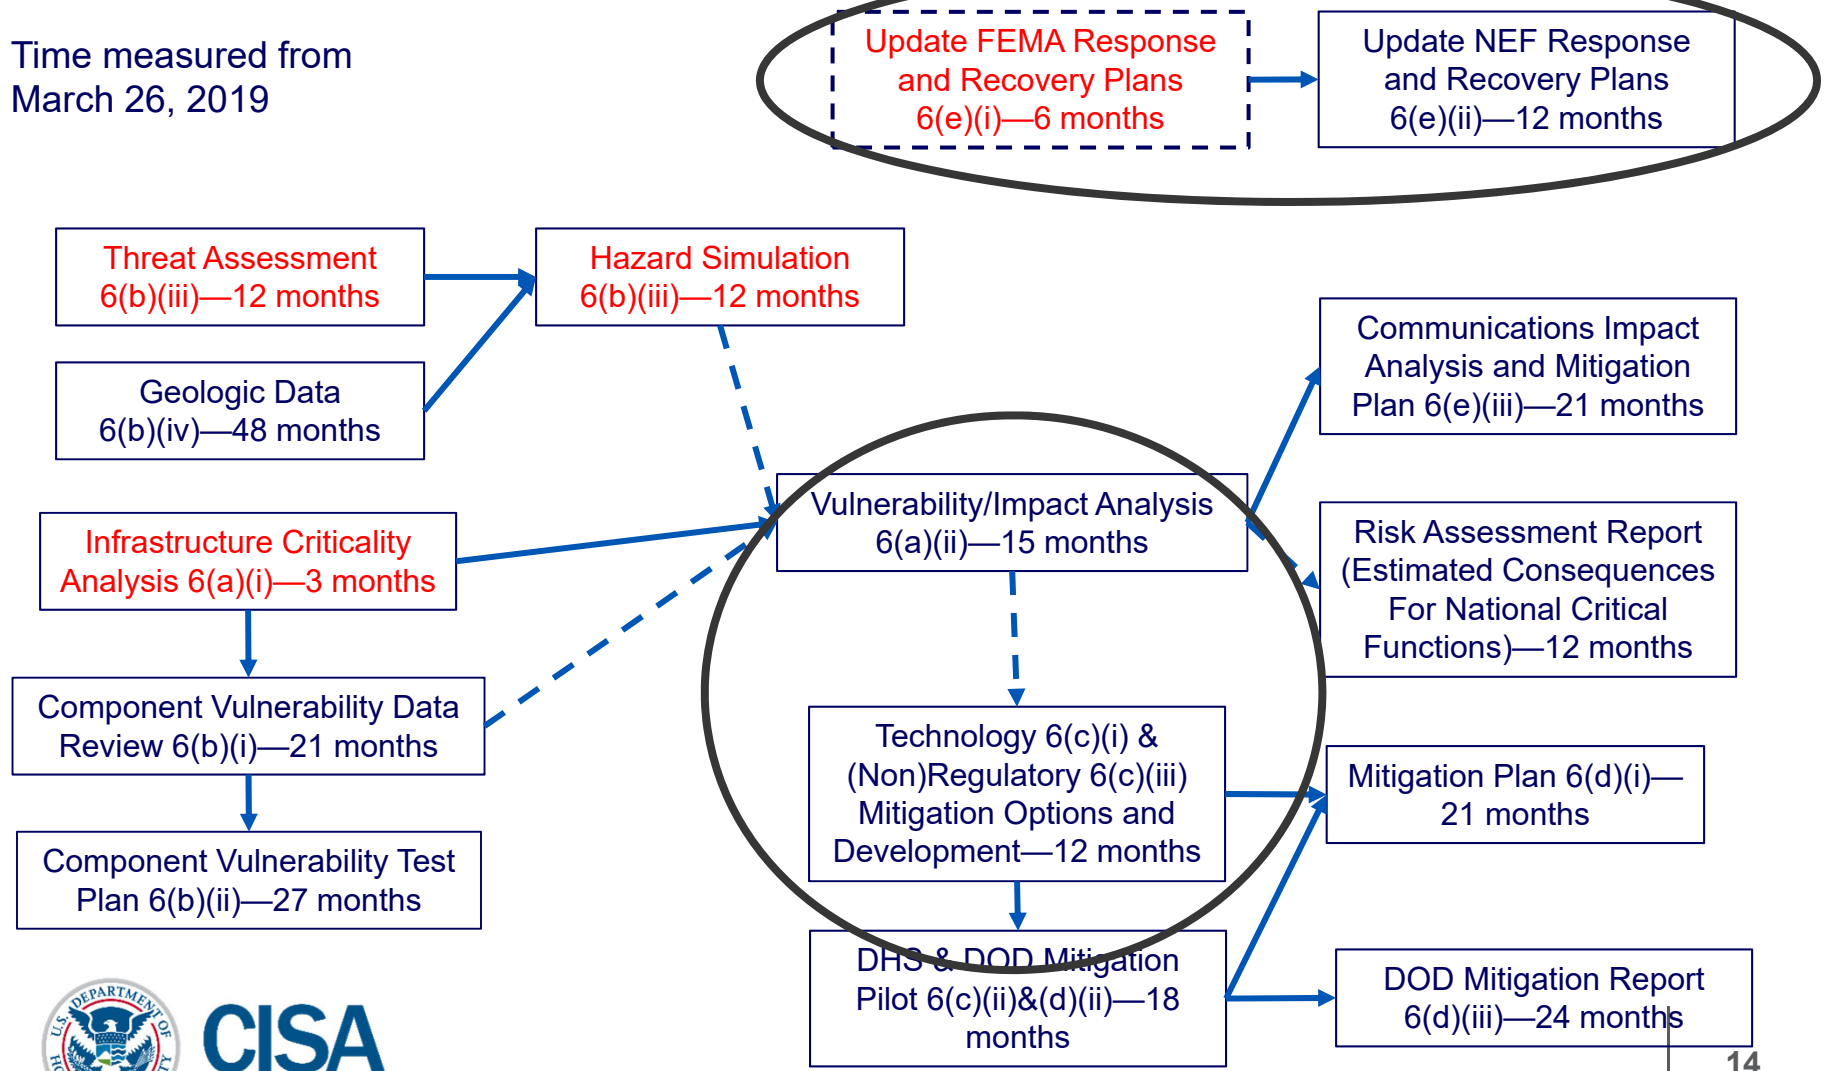 Time measured from
March 26, 2019
Update FEMA Response
and Recovery Plans
6(e)(i)—6 months
Update NEF Response
and Recovery Plans
6(e)(ii)—12 months
Threat Assessment
6(b)(iii)—12 months
Hazard Simulation
6(b)(iii)—12 months
Geologic Data
6(b)(iv)—48 months
Communications Impact
Analysis and Mitigation
Plan 6(e)(iii)—21 months
Infrastructure Criticality
Analysis 6(a)(i)—3 months
Vulnerability/Impact Analysis
6(a)(ii)—15 months
Risk Assessment Report
(Estimated Consequences
For National Critical
Functions)—12 months
Component Vulnerability Data
Review 6(b)(i)—21 months
Technology 6(c)(i) &
(Non)Regulatory 6(c)(iii)
Mitigation Options and
Development—12 months
Mitigation Plan 6(d)(i)—
21 months
Component Vulnerability Test
Plan 6(b)(ii)—27 months
DHS & DOD Mitigation
Pilot 6(c)(ii)&(d)(ii)—18
months
DOD Mitigation Report
6(d)(iii)—24 months
U.S. DEPARTMENT OF
CISA
14